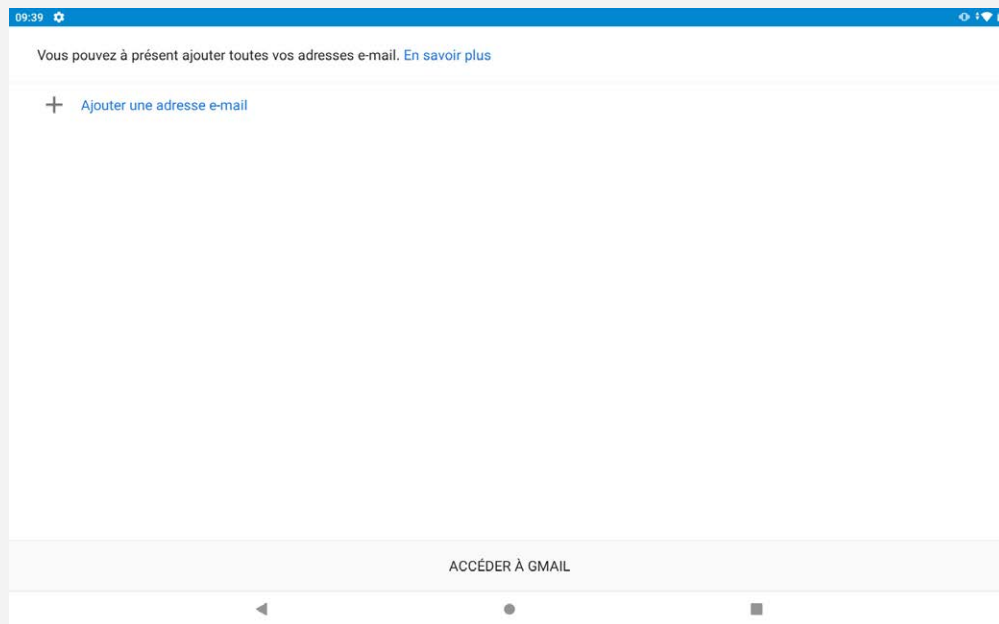 09:39
Vous pouvez à présent ajouter toutes vos adresses e-mail. En savoir plus
Ajouter une adresse e-mail
ACCÉDER À GMAIL